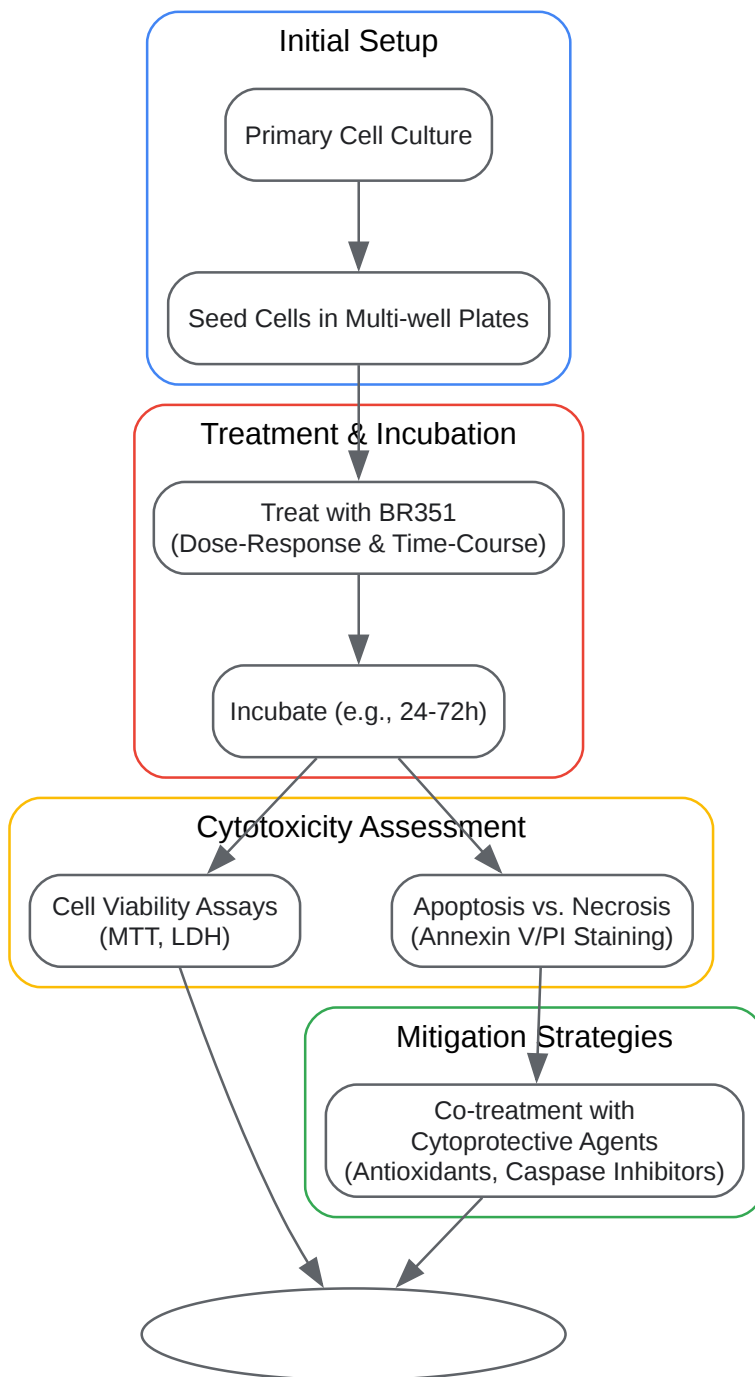 Initial Setup
Primary Cell Culture
Seed Cells in Multi-well Plates
Treatment & Incubation
Treat with BR351
(Dose-Response & Time-Course)
Incubate (e.g., 24-72h)
Cytotoxicity Assessment
Cell Viability Assays
(MTT, LDH)
Apoptosis vs. Necrosis
(Annexin V/PI Staining)
Mitigation Strategies
Co-treatment with
Cytoprotective Agents
(Antioxidants, Caspase Inhibitors)